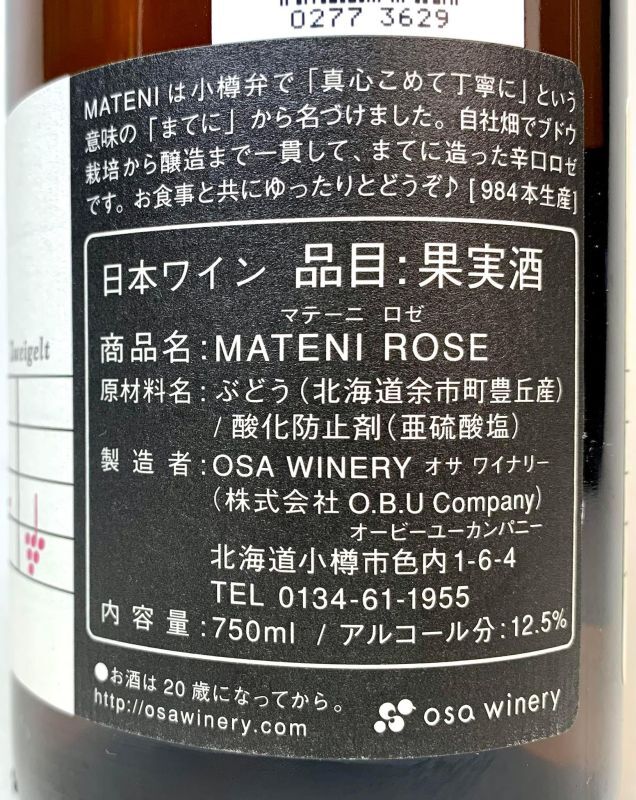 0277 3629
MATENIは小樽弁で「真心こめて丁寧に」という
意味の「まてに」から名づけました。自社畑でブドウ
栽培から醸造まで一貫して、まてに造った辛口ロゼ
です。お食事と共にゆったりとどうぞ♪ [984本生産]
日本ワイン 品目：果実酒
マテーニ ロゼ
商品名：MATENI ROSE
原材料名：ぶどう（北海道余市町豊丘産）
/ 酸化防止剤（亜硫酸塩）
製造者：OSA WINERY オサ ワイナリー
（株式会社 O.B.U Company）
オービーユーカンパニー
北海道小樽市色内1-6-4
TEL 0134-61-1955
内容量：750ml / アルコール分：12.5%
●お酒は20歳になってから。
http://osawinery.com
osa winery
Zweigelt